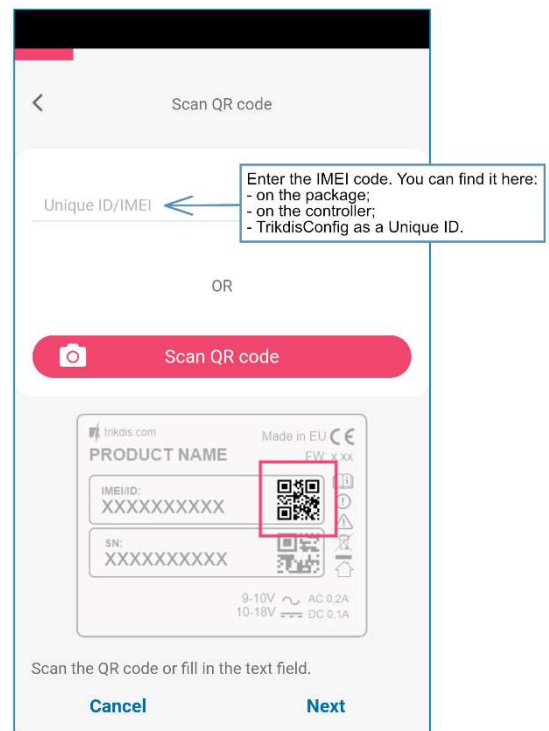 Scan QR code
Enter the IMEI code. You can find it here:
- on the package;
- on the controller;
- TrikdisConfig as a Unique ID.
Unique ID/IMEI
OR
Scan QR code
trikdis.com
Made in EU CE
PRODUCT NAME
FW x xx
IMEI/ID:
XXXXXXXXXX
SN:
XXXXXXXXXX
9-10V AC 0,2A
10-18V DC 0,1A
Scan the QR code or fill in the text field.
Cancel Next